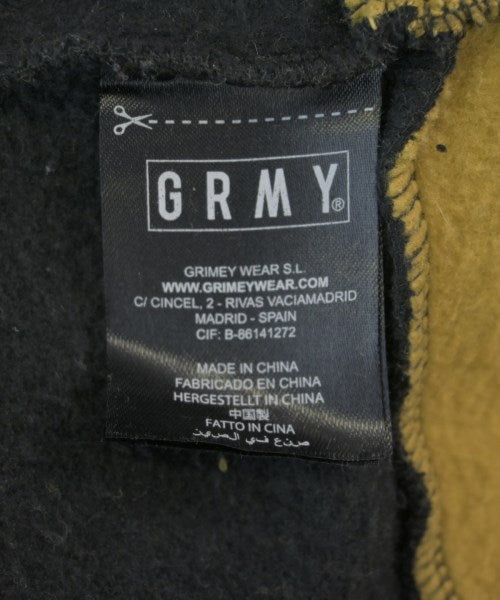 GRMY®
GRIMEY WEAR S.L.
WWW.GRIMEYWEAR.COM
C/ CINCEL, 2 - RIVAS VACIAMADRID
MADRID - SPAIN
CIF: B-86141272
MADE IN CHINA
FABRICADO EN CHINA
HERGESTELLT IN CHINA
中国製
FATTO IN CINA
صنع في الصين